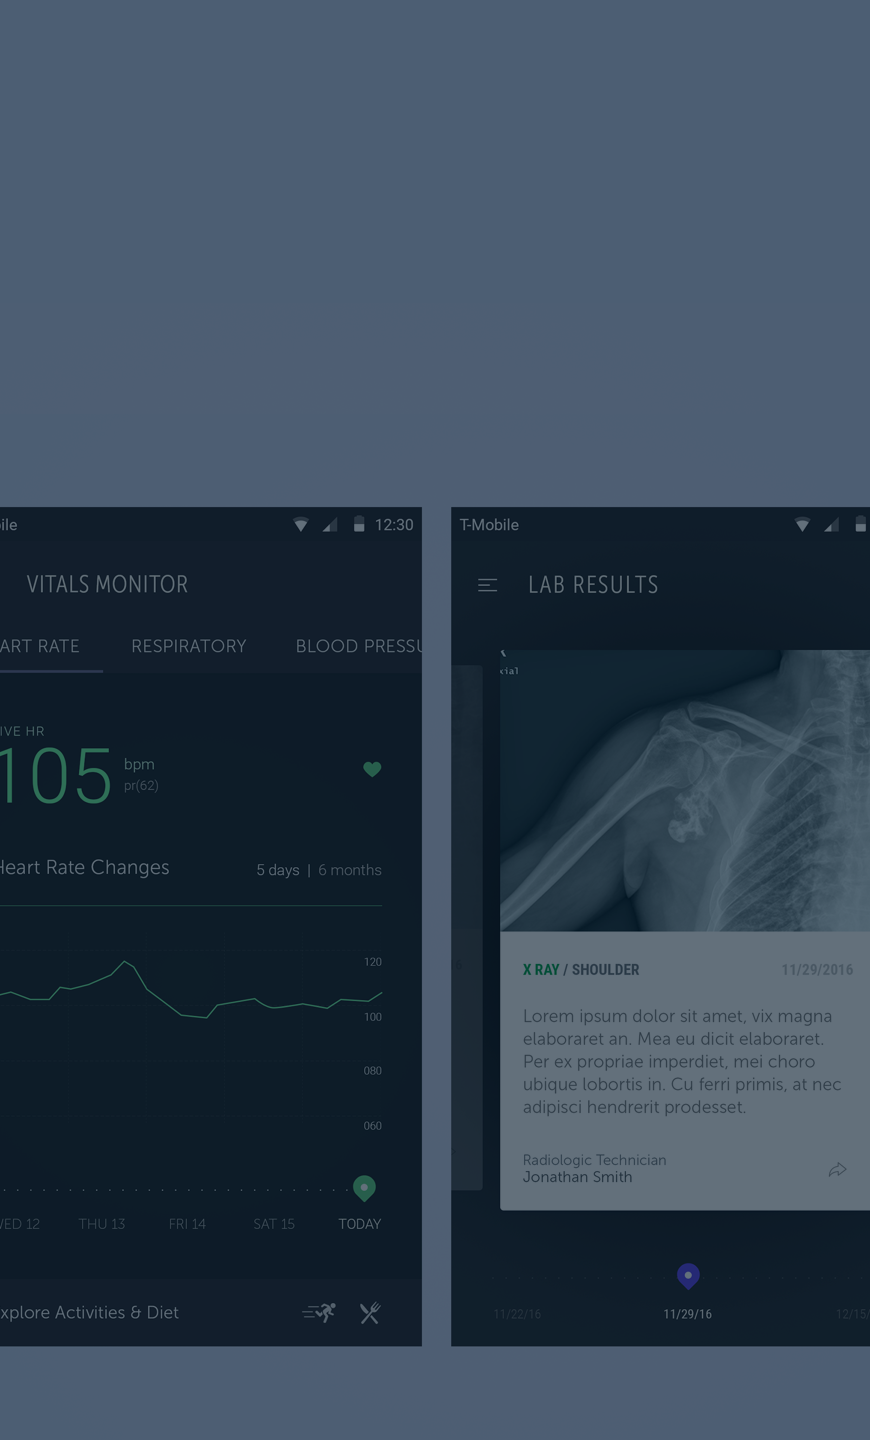 ile
12:30
VITALS MONITOR
ART RATE
RESPIRATORY
BLOOD PRESSU
IVE HR
105
bpm
pr(62)
Heart Rate Changes
5 days | 6 months
120
100
080
060
WED 12
THU 13
FRI 14
SAT 15
TODAY
xplore Activities & Diet
T-Mobile
LAB RESULTS
cial
X RAY / SHOULDER
11/29/2016
Lorem ipsum dolor sit amet, vix magna
elaboraret an. Mea eu dicit elaboraret.
Per ex propriae imperdiet, mei choro
ubique lobortis in. Cu ferri primis, at nec
adipisci hendrerit prodesset.
Radiologic Technician
Jonathan Smith
11/22/16
11/29/16
12/15/